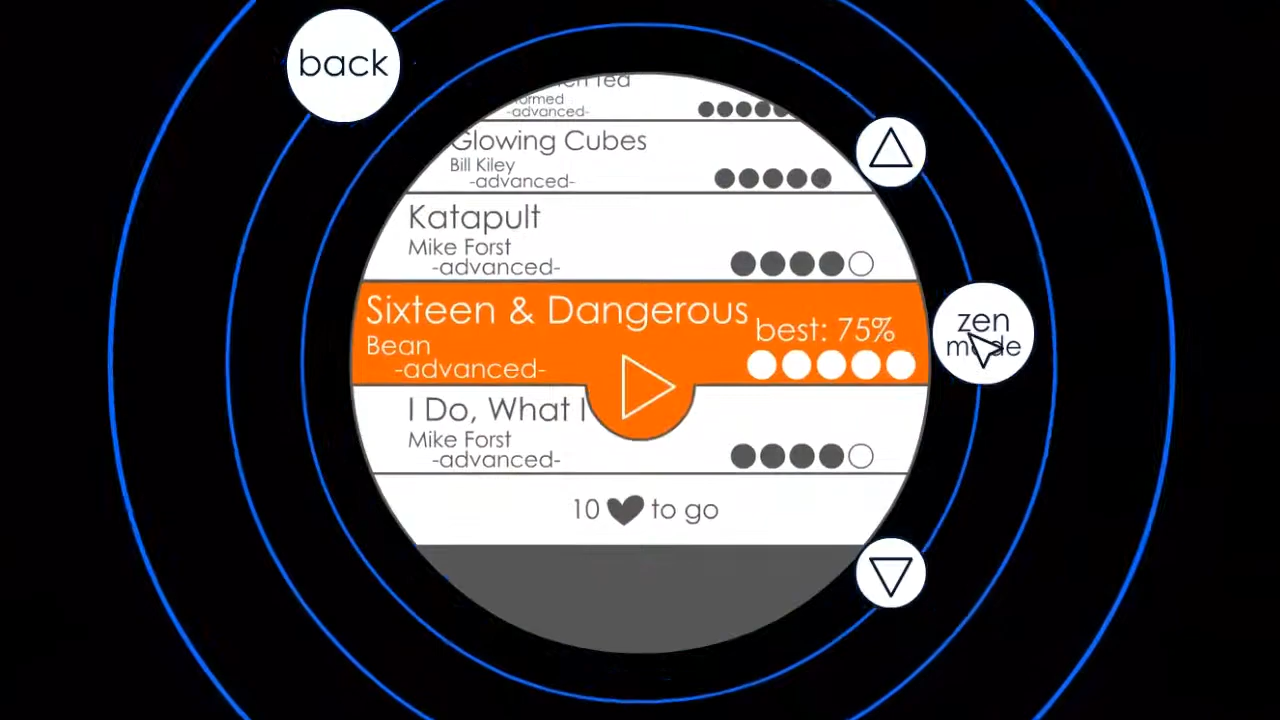 back
-advanced-
Glowing Cubes
Bill Kiley
-advanced-
Katapult
Mike Forst
-advanced-
Sixteen & Dangerous
best: 75%
Bean
-advanced-
zen
mode
I Do, What I
Mike Forst
-advanced-
10 to go